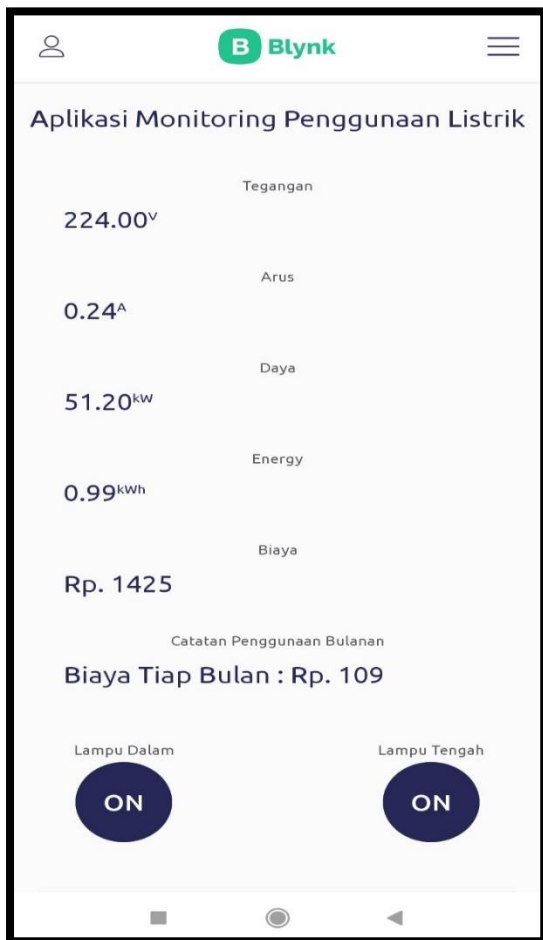 B Blynk
Aplikasi Monitoring Penggunaan Listrik
Tegangan
224.00V
Arus
0.24A
Daya
51.20kW
Energy
0.99kWh
Biaya
Rp. 1425
Catatan Penggunaan Bulanan
Biaya Tiap Bulan : Rp. 109
Lampu Dalam Lampu Tengah
ON ON